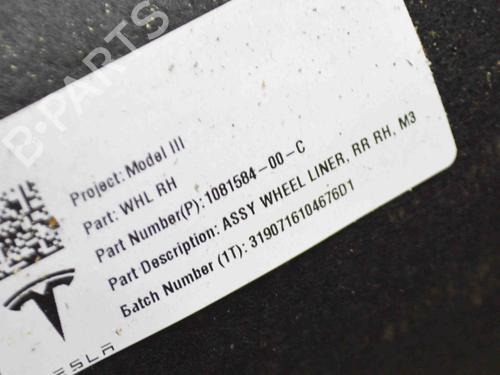 B-PARTS
Project: Model III
Part: WHL RH
Part Number(P): 1081584-00-C
Part Description: ASSY WHEEL LINER, RR RH, M3
Batch Number (1T): 3190716104676D1
ESLA